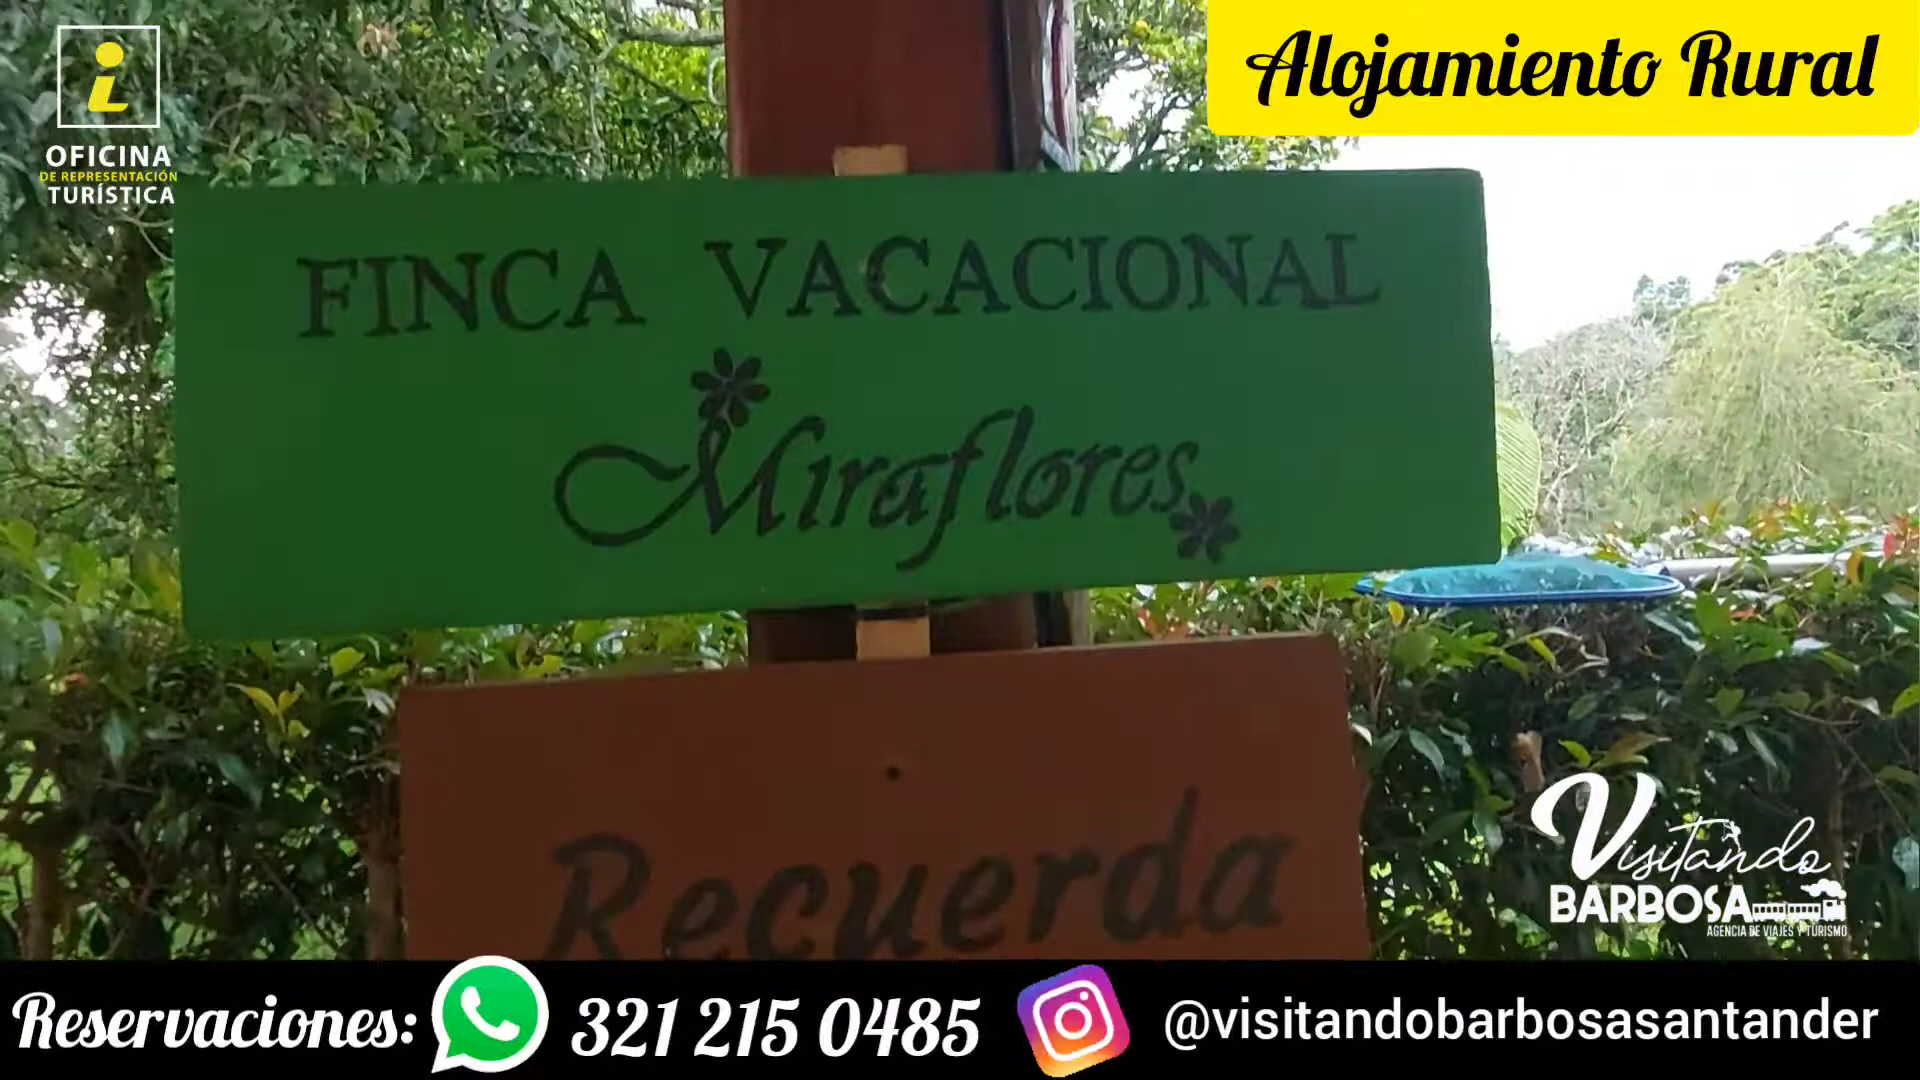 OFICINA
DE REPRESENTACIÓN
TURÍSTICA
Alojamiento Rural
FINCA VACACIONAL
Miraflores
Recuerda
Visitando
BARBOSA
AGENCIA DE VIAJES Y TURISMO
Reservaciones: 321 215 0485 @visitandobarbosasantander